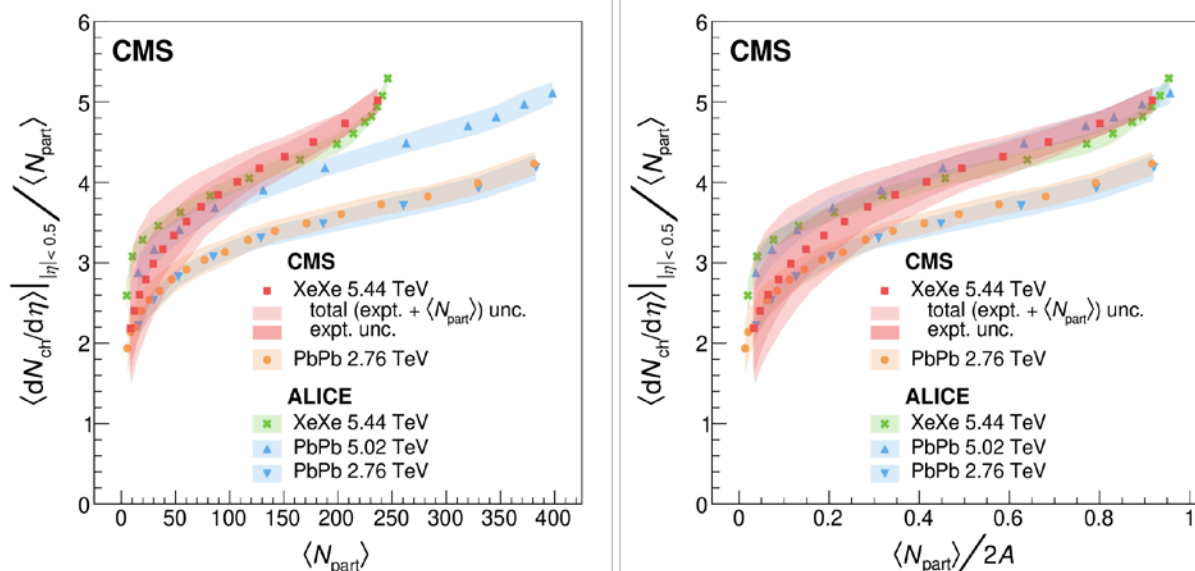 CMS
⟨dN_ch/dη⟩|_|η|<0.5 / ⟨N_part⟩
6
5
4
3
2
1
0
CMS
XeXe 5.44 TeV
total (expt. + ⟨N_part⟩) unc.
expt. unc.
PbPb 2.76 TeV
ALICE
XeXe 5.44 TeV
PbPb 5.02 TeV
PbPb 2.76 TeV
0 50 100 150 200 250 300 350 400
⟨N_part⟩
CMS
⟨dN_ch/dη⟩|_|η|<0.5 / ⟨N_part⟩
6
5
4
3
2
1
0
CMS
XeXe 5.44 TeV
total (expt. + ⟨N_part⟩) unc.
expt. unc.
PbPb 2.76 TeV
ALICE
XeXe 5.44 TeV
PbPb 5.02 TeV
PbPb 2.76 TeV
0 0.2 0.4 0.6 0.8 1
⟨N_part⟩/2A